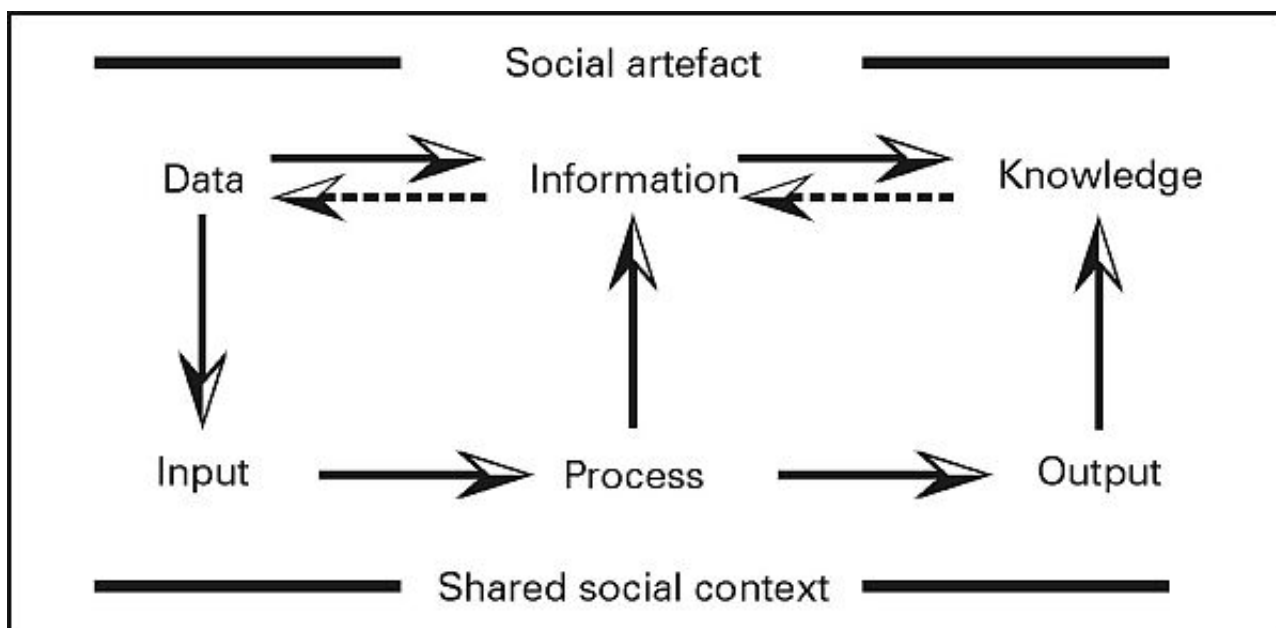 Social artefact
Data Information Knowledge
Input Process Output
Shared social context